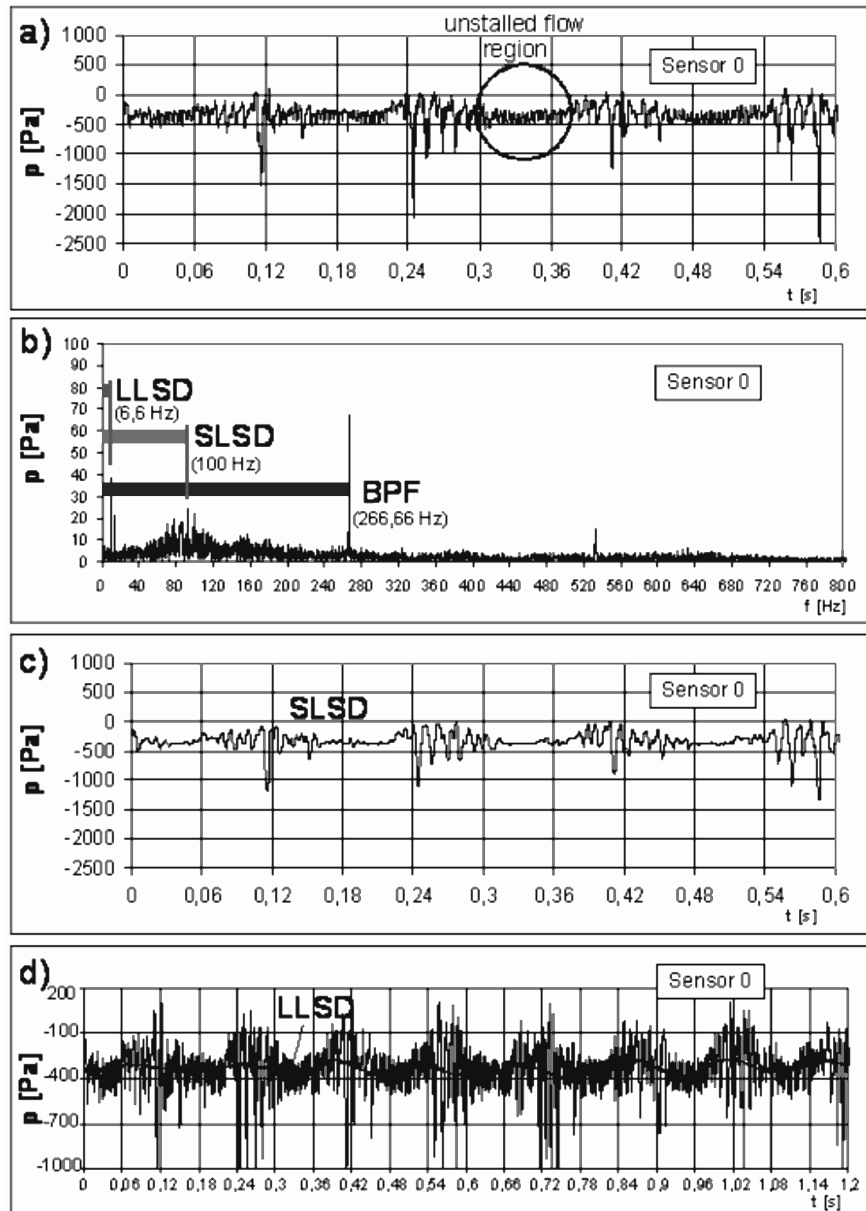 a)
unstalled flow
region
Sensor 0
p [Pa]
1000
500
0
-500
-1000
-1500
-2000
-2500
0 0,06 0,12 0,18 0,24 0,3 0,36 0,42 0,48 0,54 0,6
t [s]
b)
Sensor 0
p [Pa]
100
90
80
70
60
50
40
30
20
10
0
LLSD
(6,6 Hz)
SLSD
(100 Hz)
BPF
(266,66 Hz)
0 40 80 120 160 200 240 280 320 360 400 440 480 520 560 600 640 680 720 760 800
f [Hz]
c)
SLSD
Sensor 0
p [Pa]
1000
500
0
-500
-1000
-1500
-2000
-2500
0 0,06 0,12 0,18 0,24 0,3 0,36 0,42 0,48 0,54 0,6
t [s]
d)
LLSD
Sensor 0
p [Pa]
200
-100
-400
-700
-1000
0 0,06 0,12 0,18 0,24 0,3 0,36 0,42 0,48 0,54 0,6 0,66 0,72 0,78 0,84 0,9 0,96 1,02 1,08 1,14 1,2
t [s]